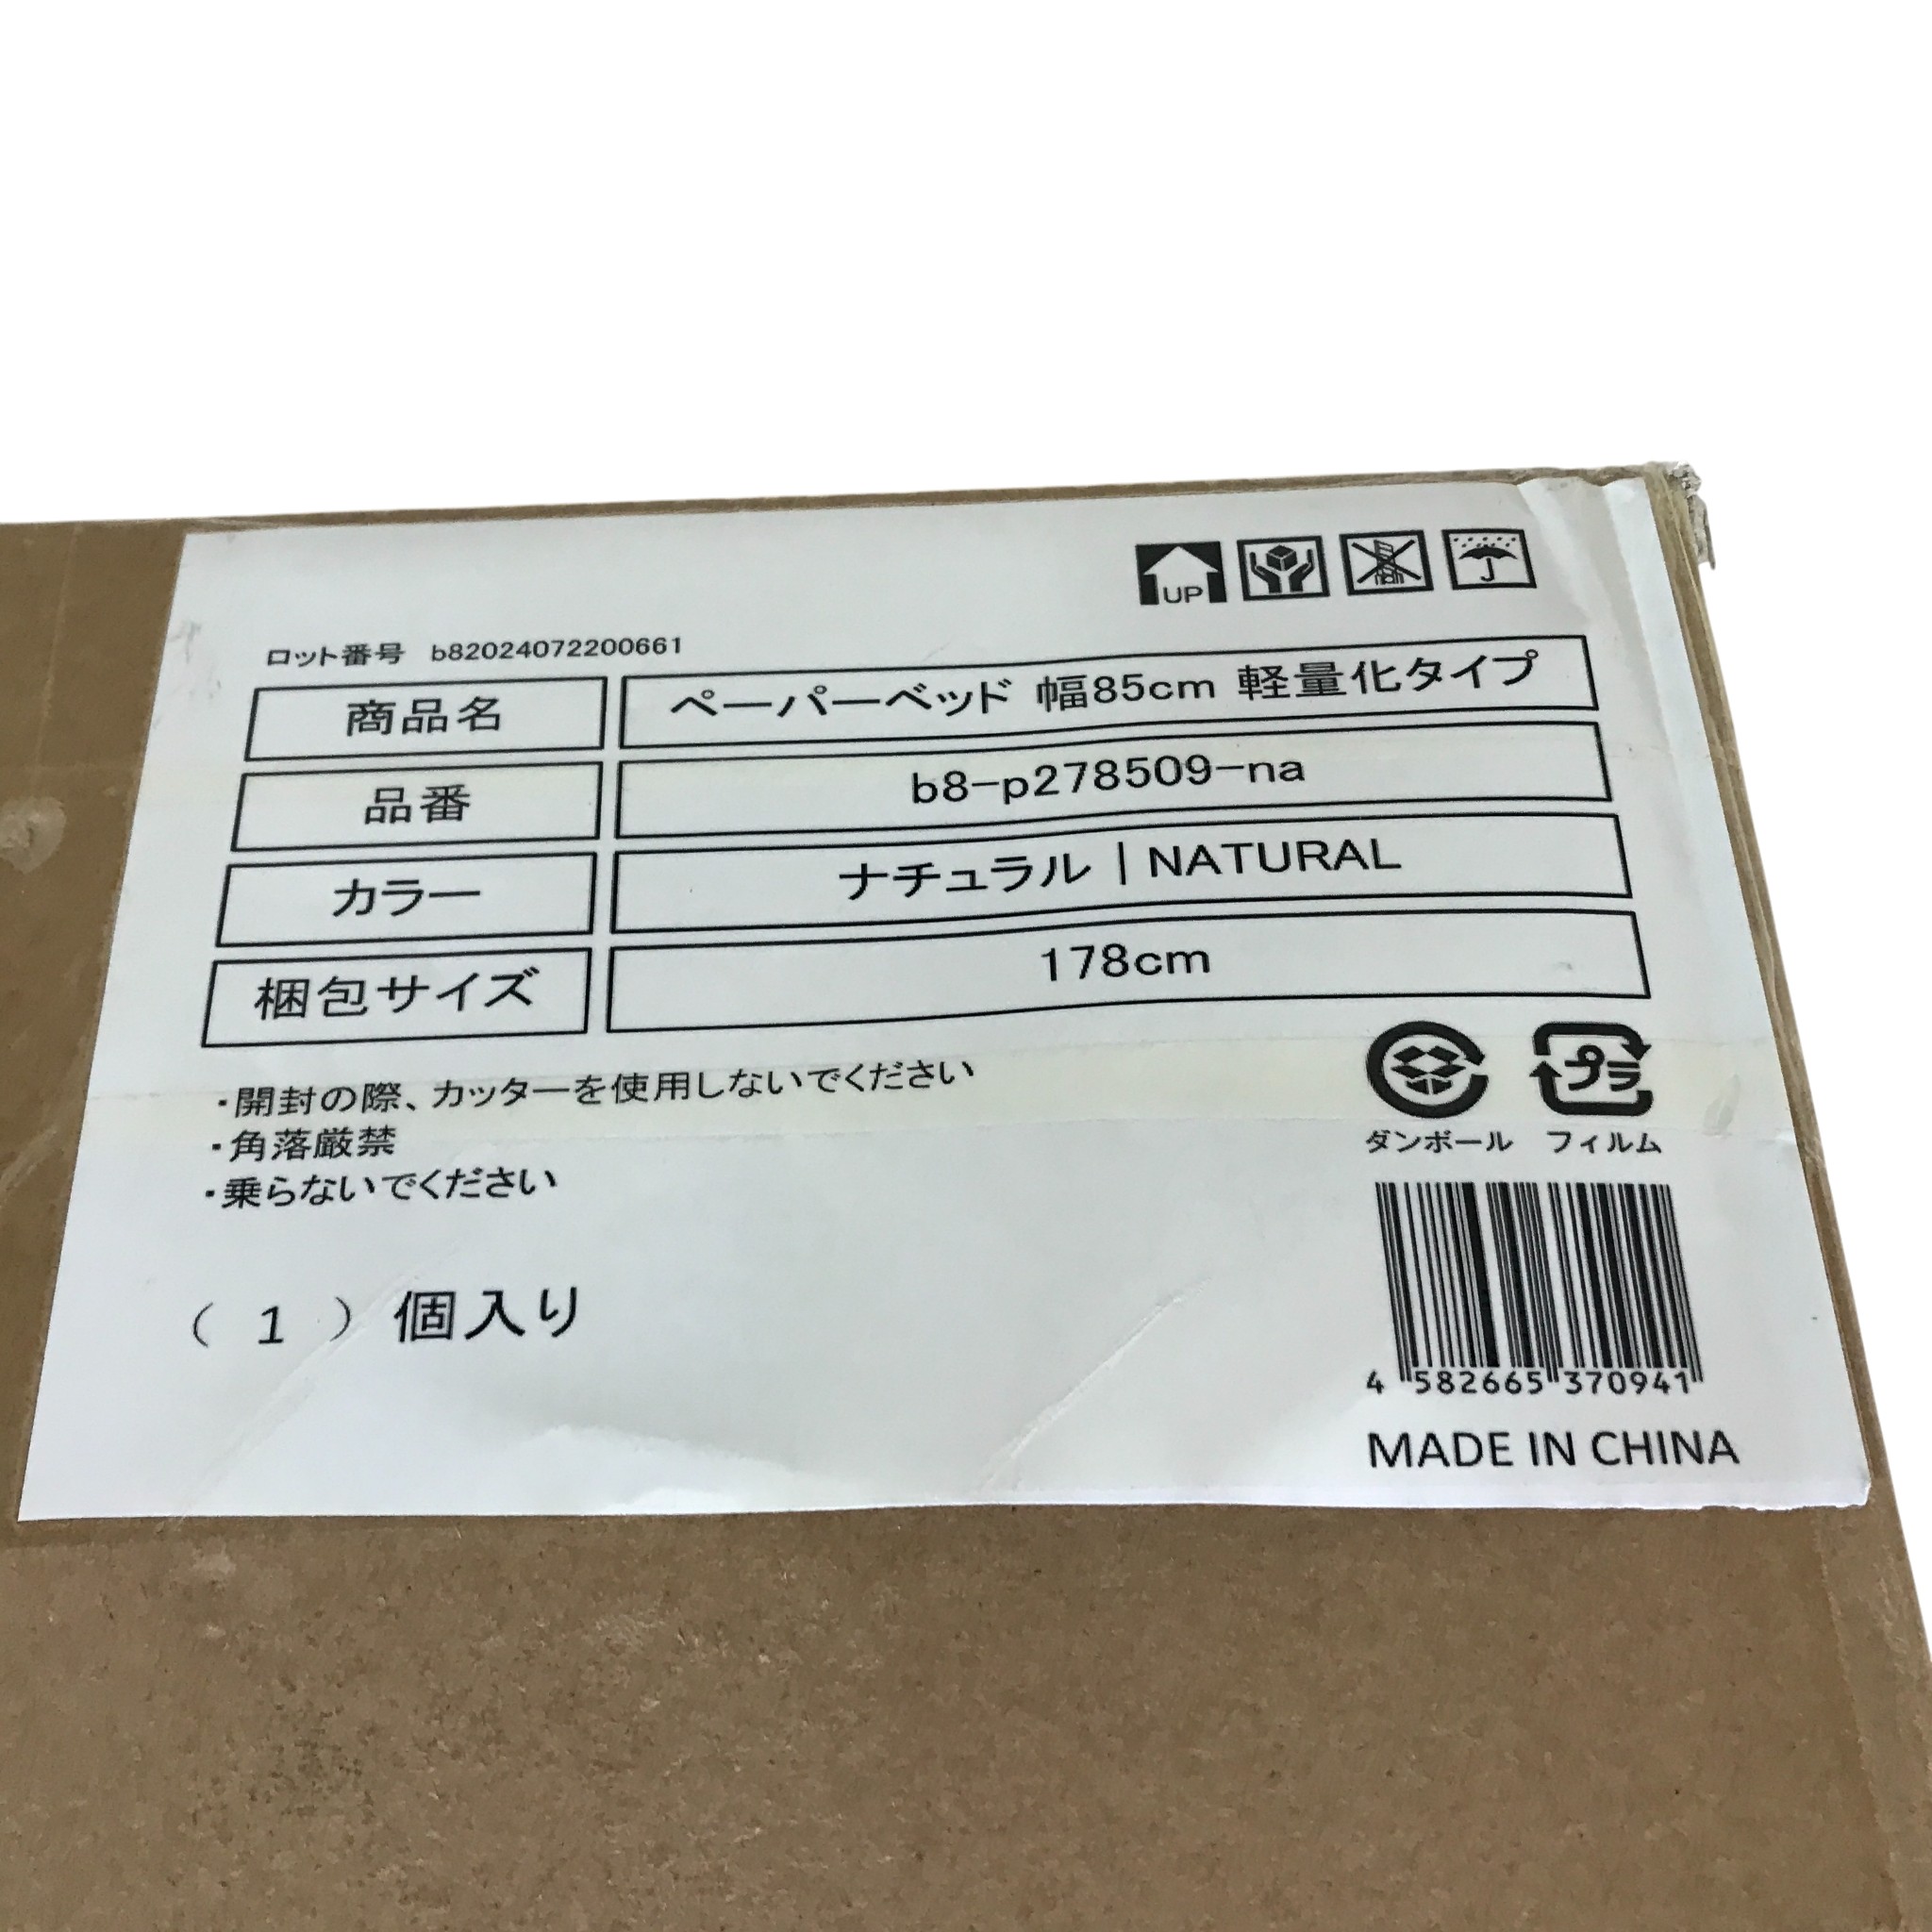 UP
ロット番号 b82024072200661
商品名 ペーパーベッド 幅85cm 軽量化タイプ
品番 b8-p278509-na
カラー ナチュラル | NATURAL
梱包サイズ 178cm
・開封の際、カッターを使用しないでください
・角落厳禁
・乗らないでください
プラ
ダンボール フィルム
( 1 ) 個入り
4 582665 370941
MADE IN CHINA